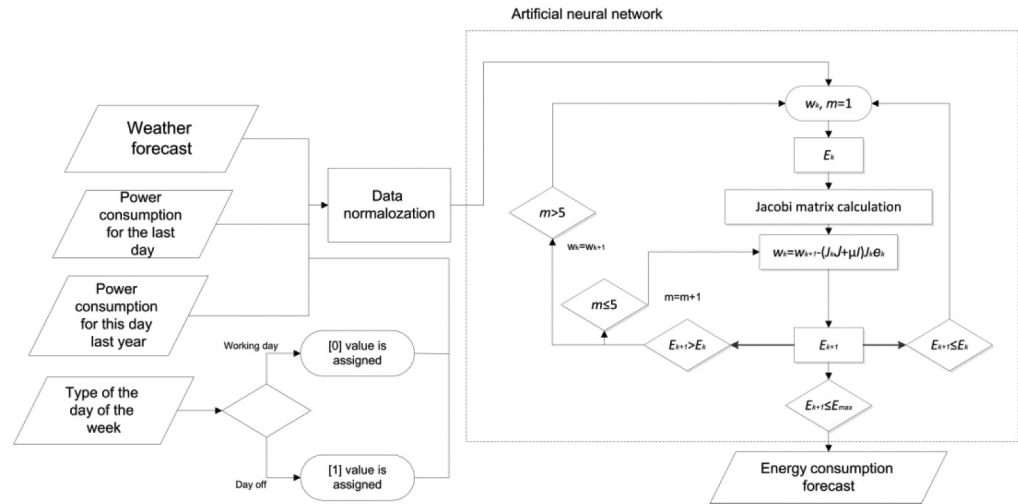 Artificial neural network
Weather
forecast
Power
consumption
for the last
day
Power
consumption
for this day
last year
Type of the
day of the
week
Working day
Day off
[0] value is
assigned
[1] value is
assigned
Data
normalozation
wk, m=1
Ek
Jacobi matrix calculation
wk=wk+1-(JkJ+μI)Jkek
m>5
wk=wk+1
m≤5
m=m+1
Ek+1>Ek
Ek+1
Ek+1≤Ek
Ek+1≤Emax
Energy consumption
forecast